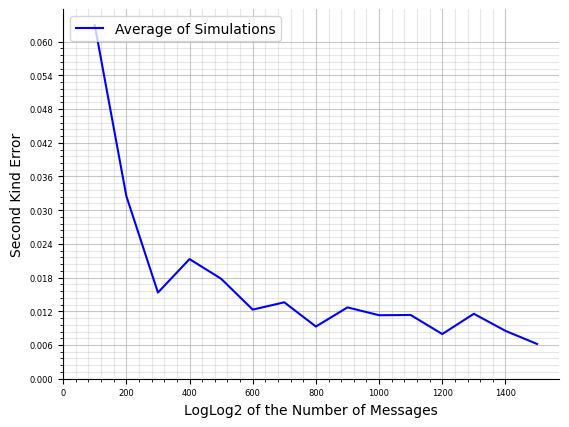 Average of Simulations
Second Kind Error
0.060
0.054
0.048
0.042
0.036
0.030
0.024
0.018
0.012
0.006
0.000
0 200 400 600 800 1000 1200 1400
LogLog2 of the Number of Messages